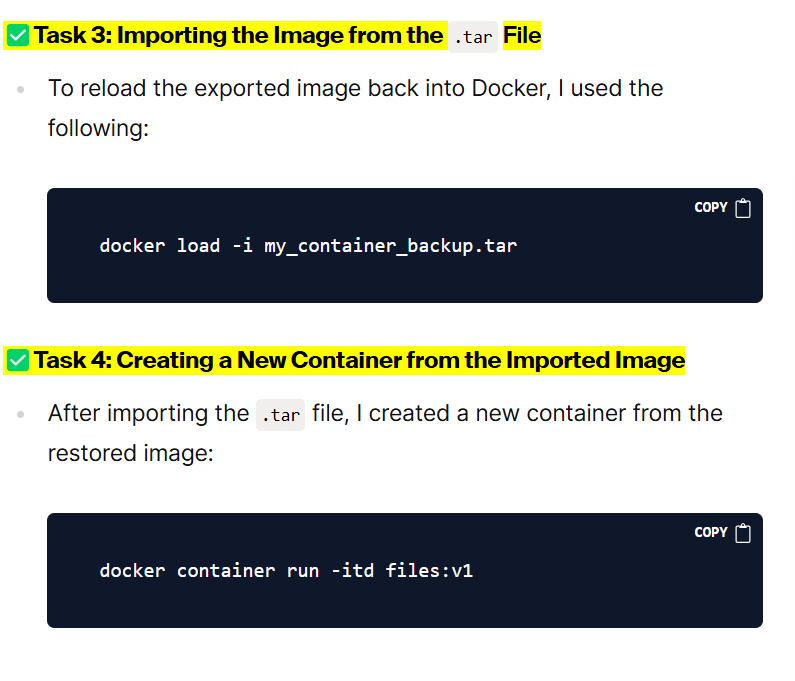 ✅ Task 3: Importing the Image from the .tar File
To reload the exported image back into Docker, I used the
following:
COPY
docker load -i my_container_backup.tar
✅ Task 4: Creating a New Container from the Imported Image
After importing the .tar file, I created a new container from the
restored image:
COPY
docker container run -itd files:v1